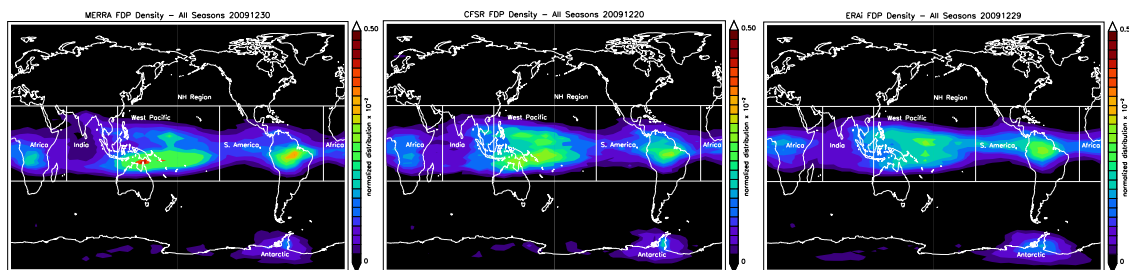 MERRA FDP Density – All Seasons 20091230
0.50
NH Region
West Pacific
Africa
India
S. America
Africa
Antarctic
normalized distribution x 10⁻²
0
CFSR FDP Density – All Seasons 20091220
0.50
NH Region
West Pacific
Africa
India
S. America
Africa
Antarctic
normalized distribution x 10⁻²
0
ERAi FDP Density – All Seasons 20091229
0.50
NH Region
West Pacific
Africa
India
S. America
Africa
Antarctic
normalized distribution x 10⁻²
0